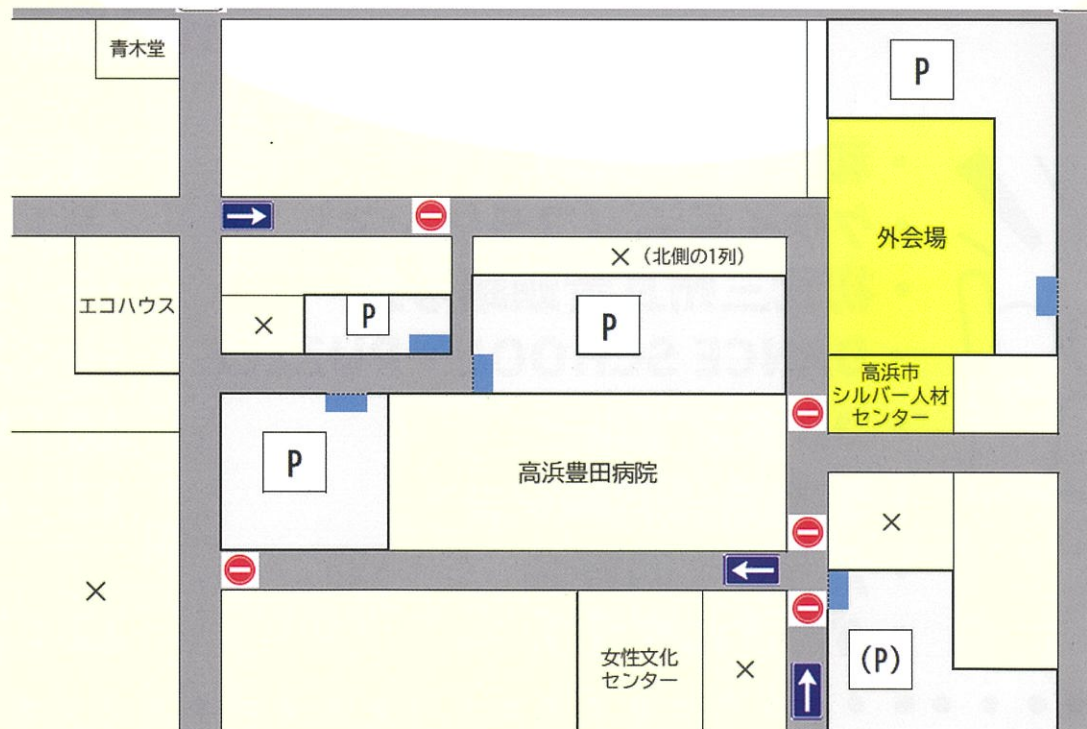 青木堂
P
外会場
× (北側の1列)
エコハウス
×
P
P
高浜市
シルバー人材
センター
P
高浜豊田病院
×
×
女性文化
センター
×
(P)